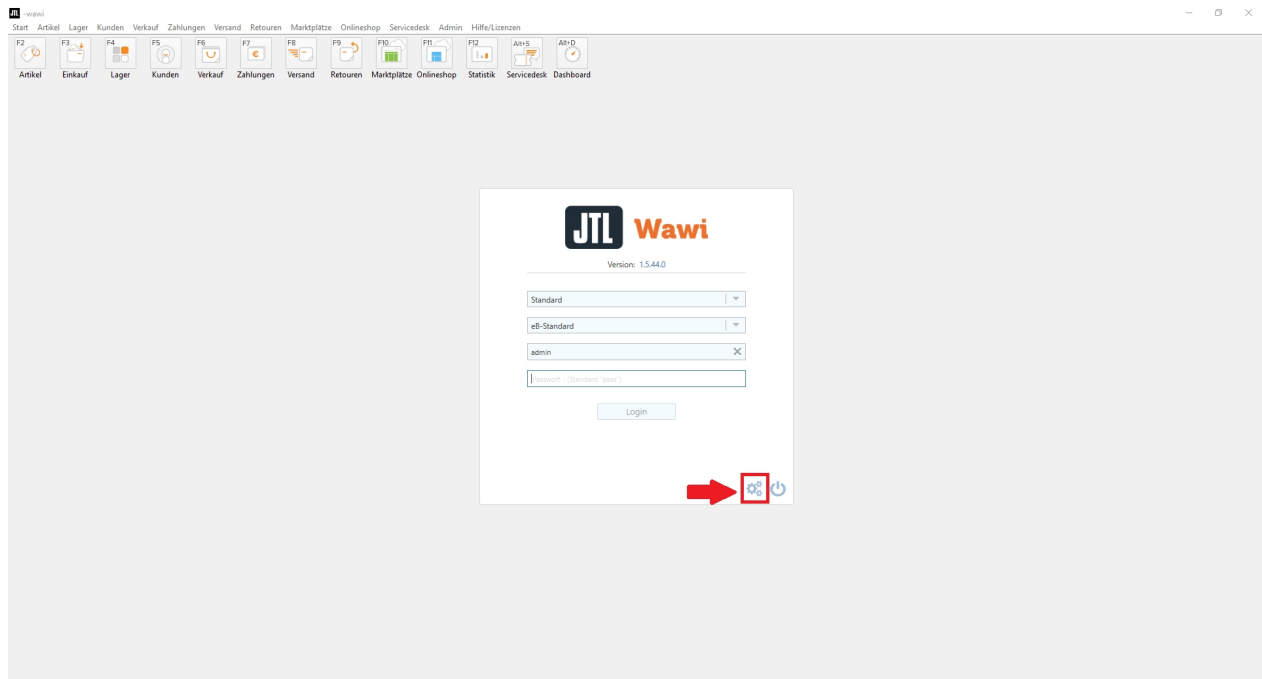 JTL -wawi
Start Artikel Lager Kunden Verkauf Zahlungen Versand Retouren Marktplätze Onlineshop Servicedesk Admin Hilfe/Lizenzen
F2 F3 F4 F5 F6 F7 F8 F9 F10 F11 F12 Alt+S Alt+D
Artikel Einkauf Lager Kunden Verkauf Zahlungen Versand Retouren Marktplätze Onlineshop Statistik Servicedesk Dashboard
JTL Wawi
Version: 1.5.44.0
Standard
eB-Standard
admin
Passwort - (Standard "pass")
Login